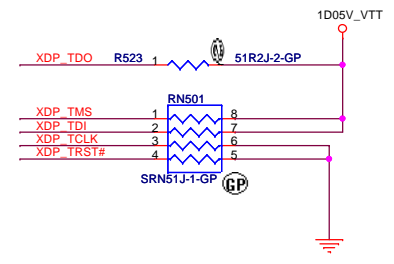 1D05V_VTT
XDP_TDO R523 1 2 51R2J-2-GP
RN501
XDP_TMS 1 8
XDP_TDI 2 7
XDP_TCLK 3 6
XDP_TRST# 4 5
SRN51J-1-GP GP